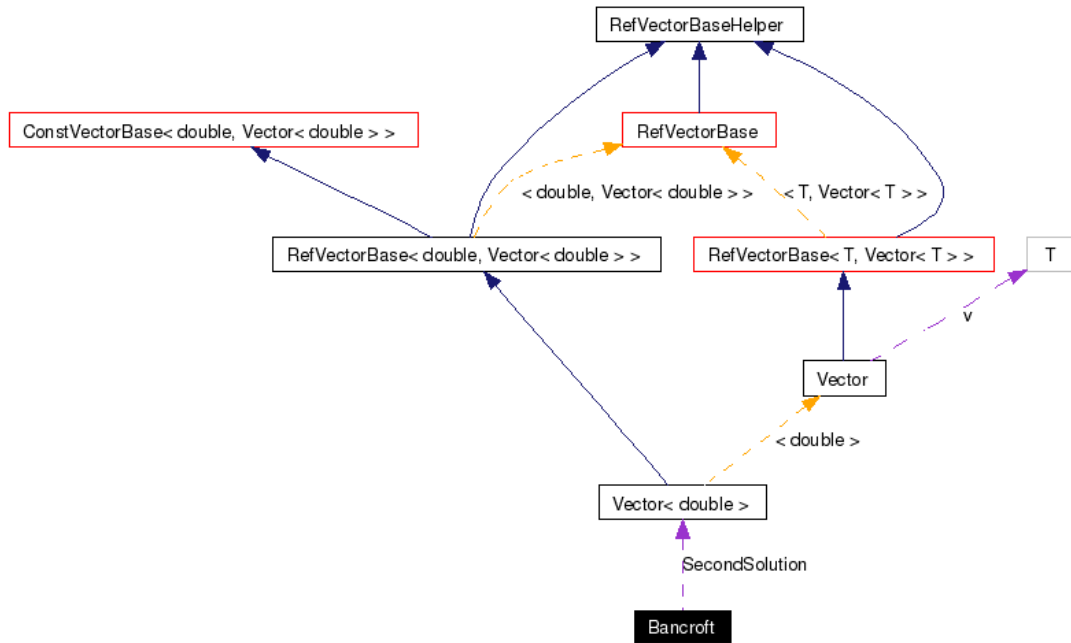 RefVectorBaseHelper
ConstVectorBase< double, Vector< double > >
RefVectorBase
< double, Vector< double > >
< T, Vector< T > >
RefVectorBase< double, Vector< double > >
RefVectorBase< T, Vector< T > >
T
v
Vector
< double >
Vector< double >
SecondSolution
Bancroft